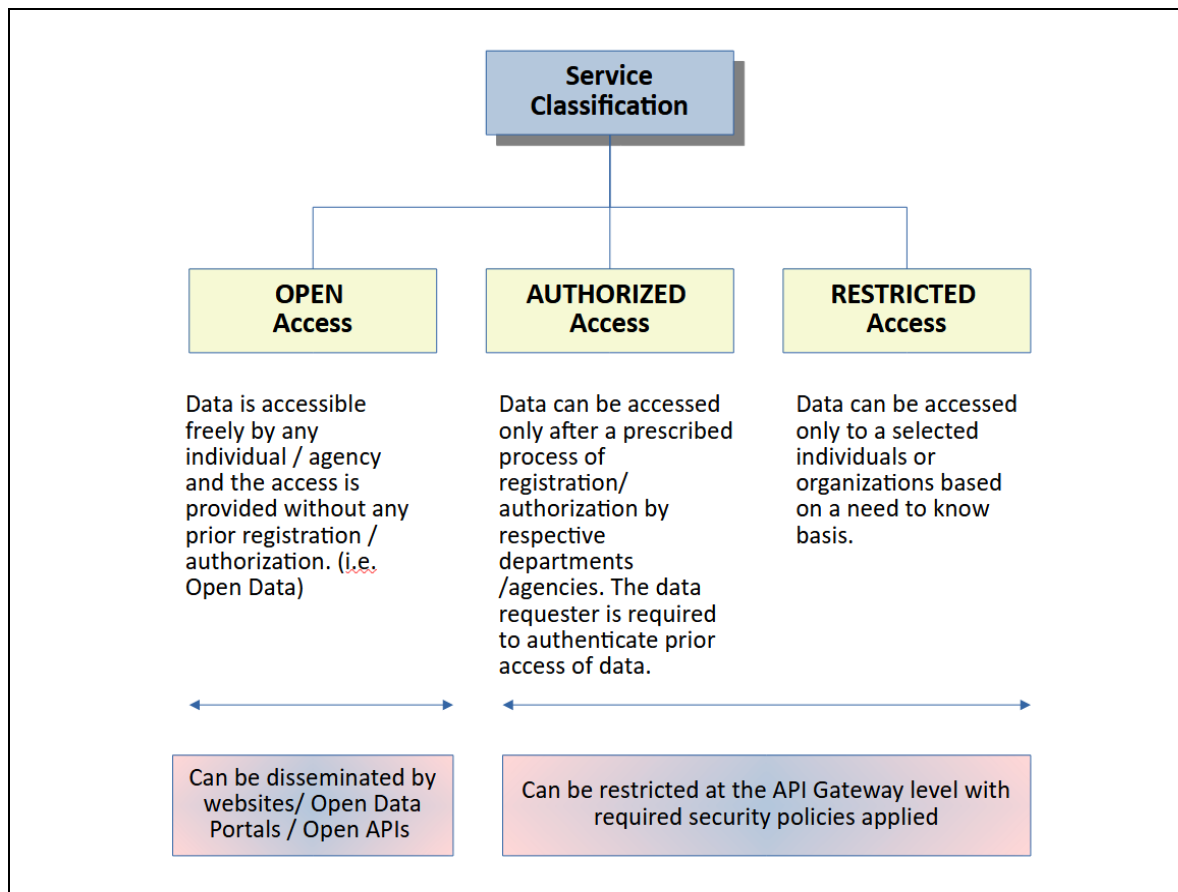 Service
Classification
OPEN
Access
AUTHORIZED
Access
RESTRICTED
Access
Data is accessible
freely by any
individual / agency
and the access is
provided without any
prior registration /
authorization. (i.e.
Open Data)
Data can be accessed
only after a prescribed
process of
registration/
authorization by
respective
departments
/agencies. The data
requester is required
to authenticate prior
access of data.
Data can be accessed
only to a selected
individuals or
organizations based
on a need to know
basis.
Can be disseminated by
websites/ Open Data
Portals / Open APIs
Can be restricted at the API Gateway level with
required security policies applied